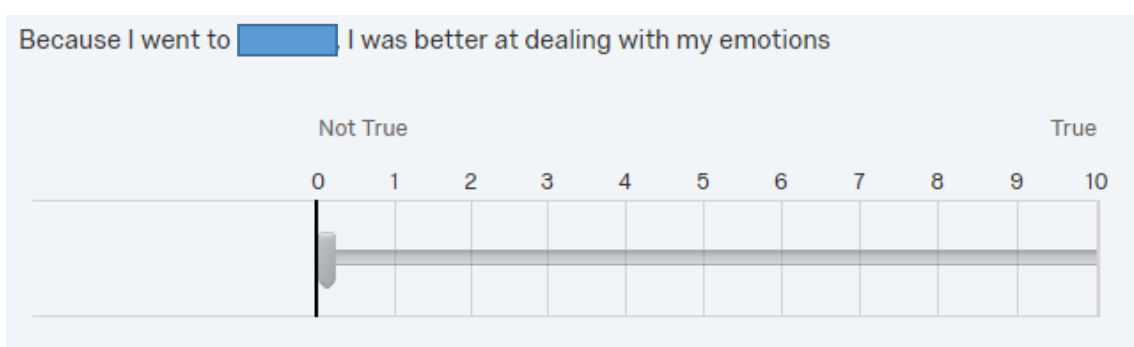 Because I went to , I was better at dealing with my emotions
Not True True
0 1 2 3 4 5 6 7 8 9 10